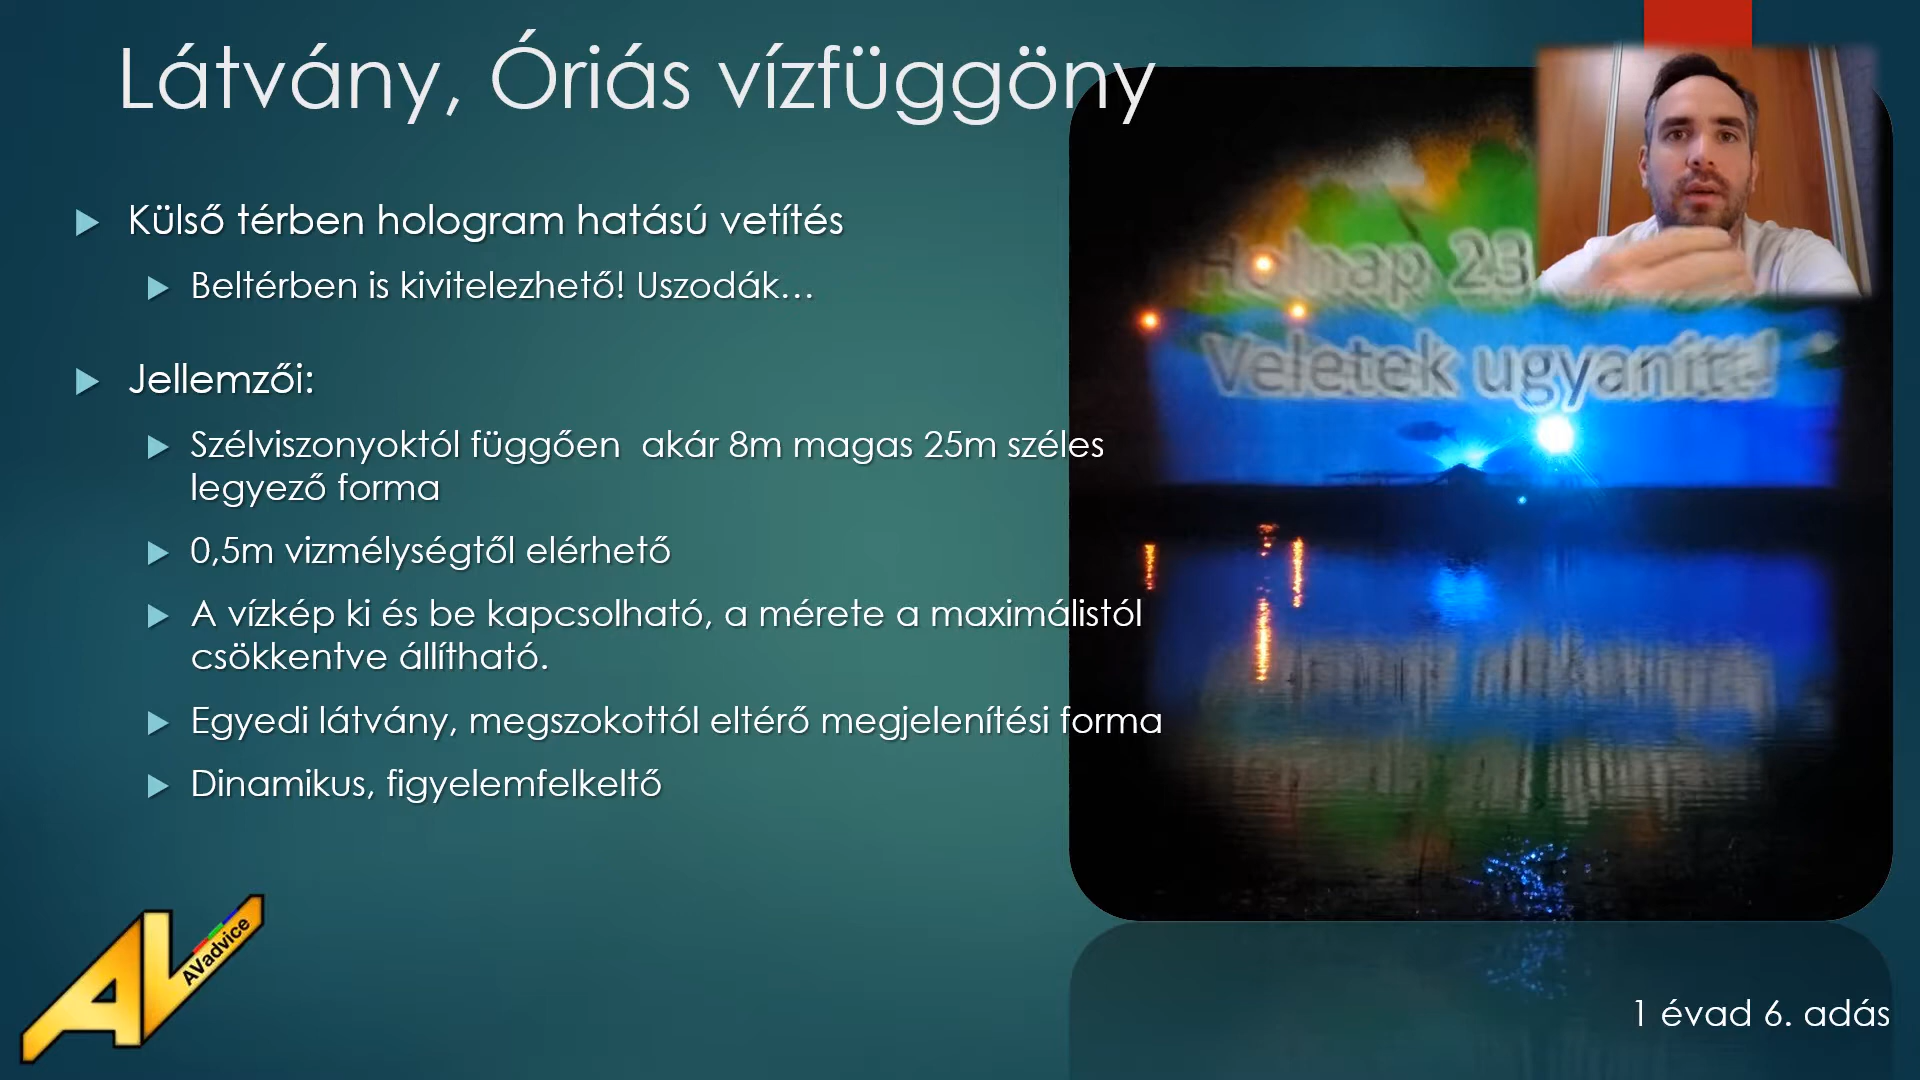 Látvány, Óriás vízfüggöny
Külső térben hologram hatású vetítés
Beltérben is kivitelezhető! Uszodák...
Jellemzői:
Szélviszonyoktól függően akár 8m magas 25m széles
legyező forma
0,5m vizmélységtől elérhető
A vízkép ki és be kapcsolható, a mérete a maximálistól
csökkentve állítható.
Egyedi látvány, megszokottól eltérő megjelenítési forma
Dinamikus, figyelemfelkeltő
Holnap 23
Veletek ugyanitt!
AV
AVadvice
1 évad 6. adás